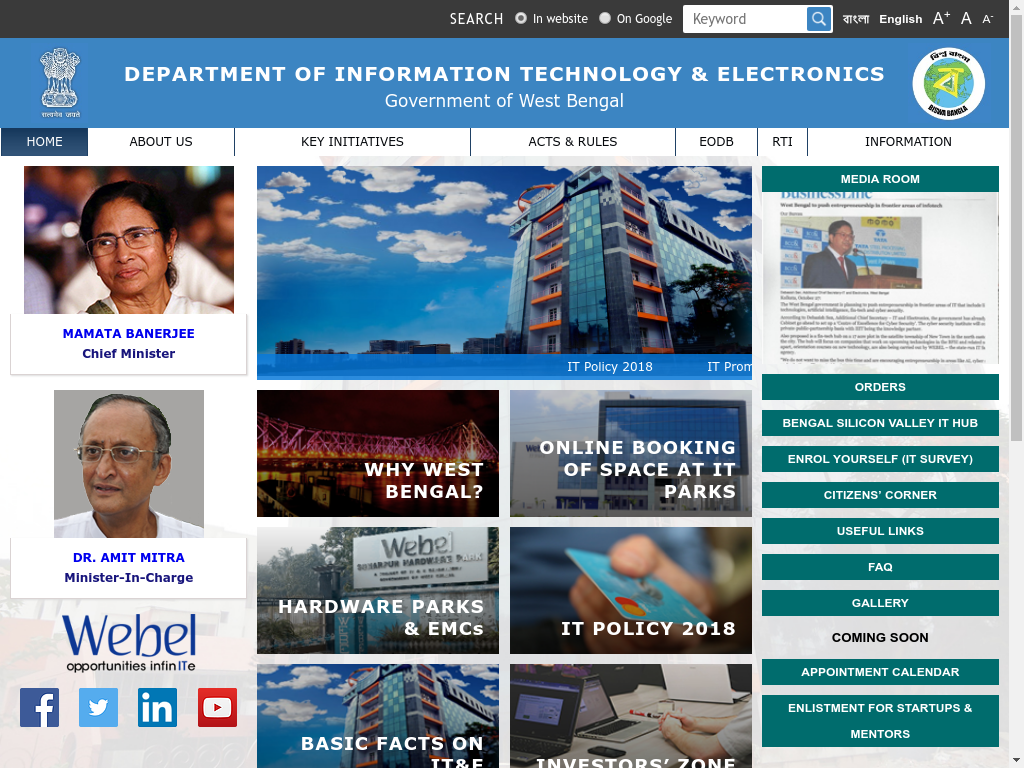 SEARCH In website On Google Keyword বাংলা English A+ A A-
सत्यमेव जयते
DEPARTMENT OF INFORMATION TECHNOLOGY & ELECTRONICS
Government of West Bengal
বিশ্ব বাংলা
ব
BISWA BANGLA
HOME ABOUT US KEY INITIATIVES ACTS & RULES EODB RTI INFORMATION
MAMATA BANERJEE
Chief Minister
DR. AMIT MITRA
Minister-In-Charge
Webel
opportunities infinITe
IT Policy 2018 IT Prom
WHY WEST
BENGAL?
ONLINE BOOKING
OF SPACE AT IT
PARKS
Webel
HARDWARE PARKS
& EMCs
IT POLICY 2018
BASIC FACTS ON
IT&E
INVESTORS’ ZONE
MEDIA ROOM
BusinessLine
West Bengal to push entrepreneurship in frontier areas of infotech
ORDERS
BENGAL SILICON VALLEY IT HUB
ENROL YOURSELF (IT SURVEY)
CITIZENS’ CORNER
USEFUL LINKS
FAQ
GALLERY
COMING SOON
APPOINTMENT CALENDAR
ENLISTMENT FOR STARTUPS &
MENTORS